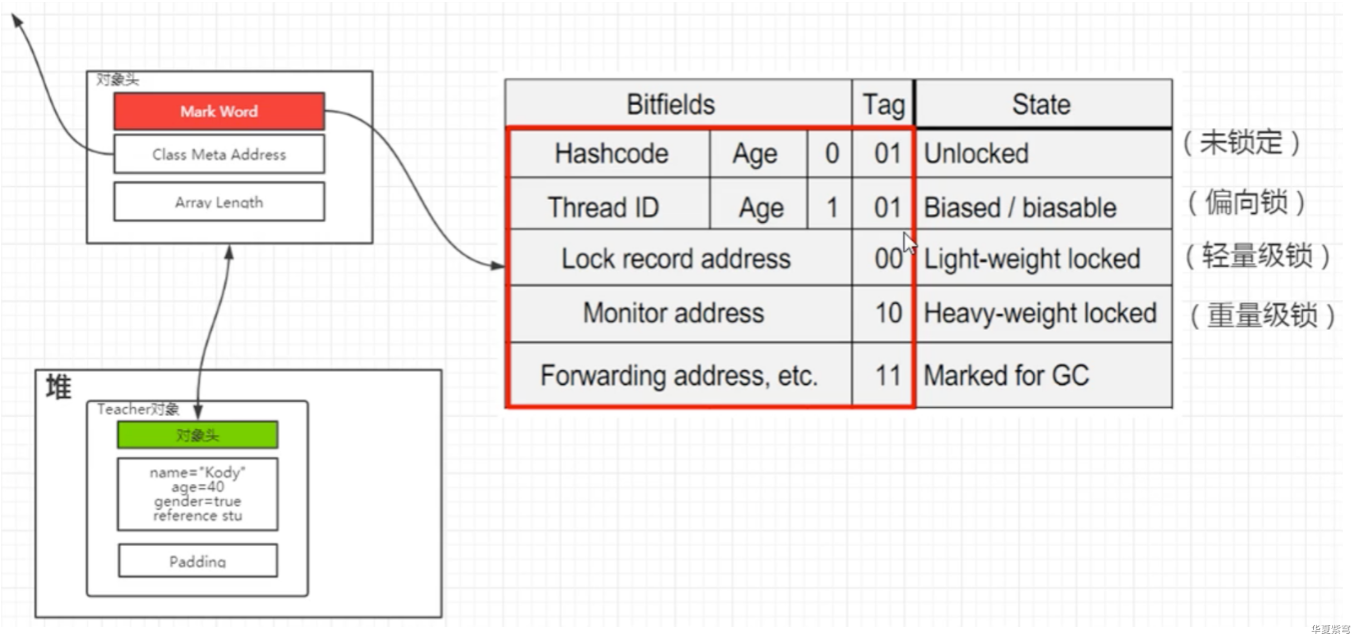 对象头
Mark Word
Class Meta Address
Array Length
堆
Teacher对象
对象头
name="Kody"
age=40
gender=true
reference stu
Padding
Bitfields Tag State
Hashcode Age 0 01 Unlocked (未锁定)
Thread ID Age 1 01 Biased / biasable (偏向锁)
Lock record address 00 Light-weight locked (轻量级锁)
Monitor address 10 Heavy-weight locked (重量级锁)
Forwarding address, etc. 11 Marked for GC
华夏紫穹